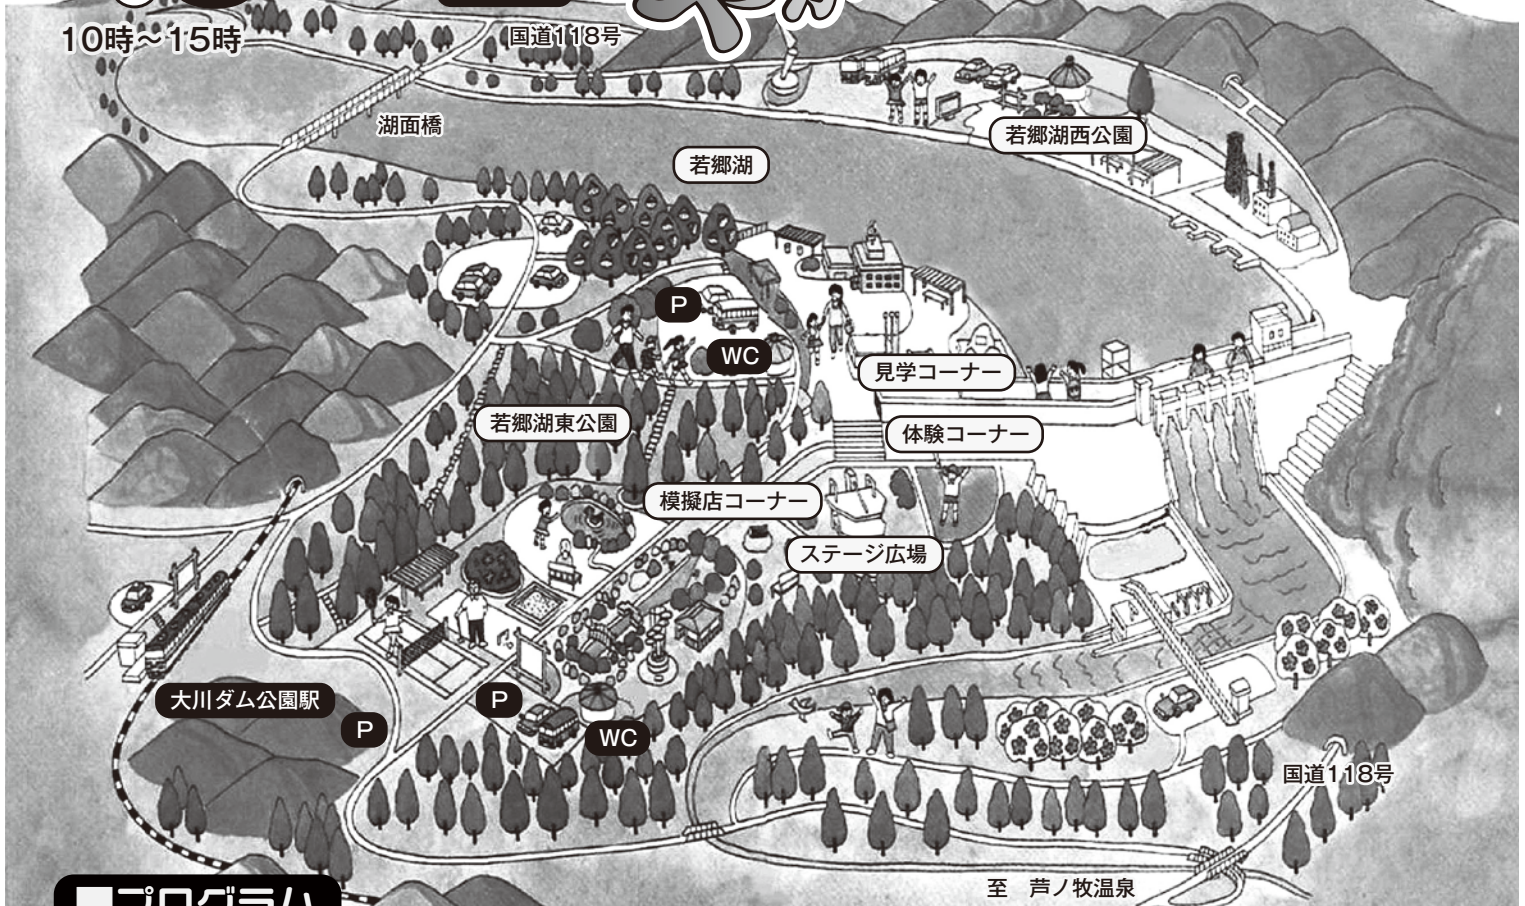 10時～15時
国道118号
湖面橋
若郷湖西公園
若郷湖
P
WC
見学コーナー
若郷湖東公園
体験コーナー
模擬店コーナー
ステージ広場
大川ダム公園駅
P
P
WC
国道118号
至 芦ノ牧温泉
■プログラム